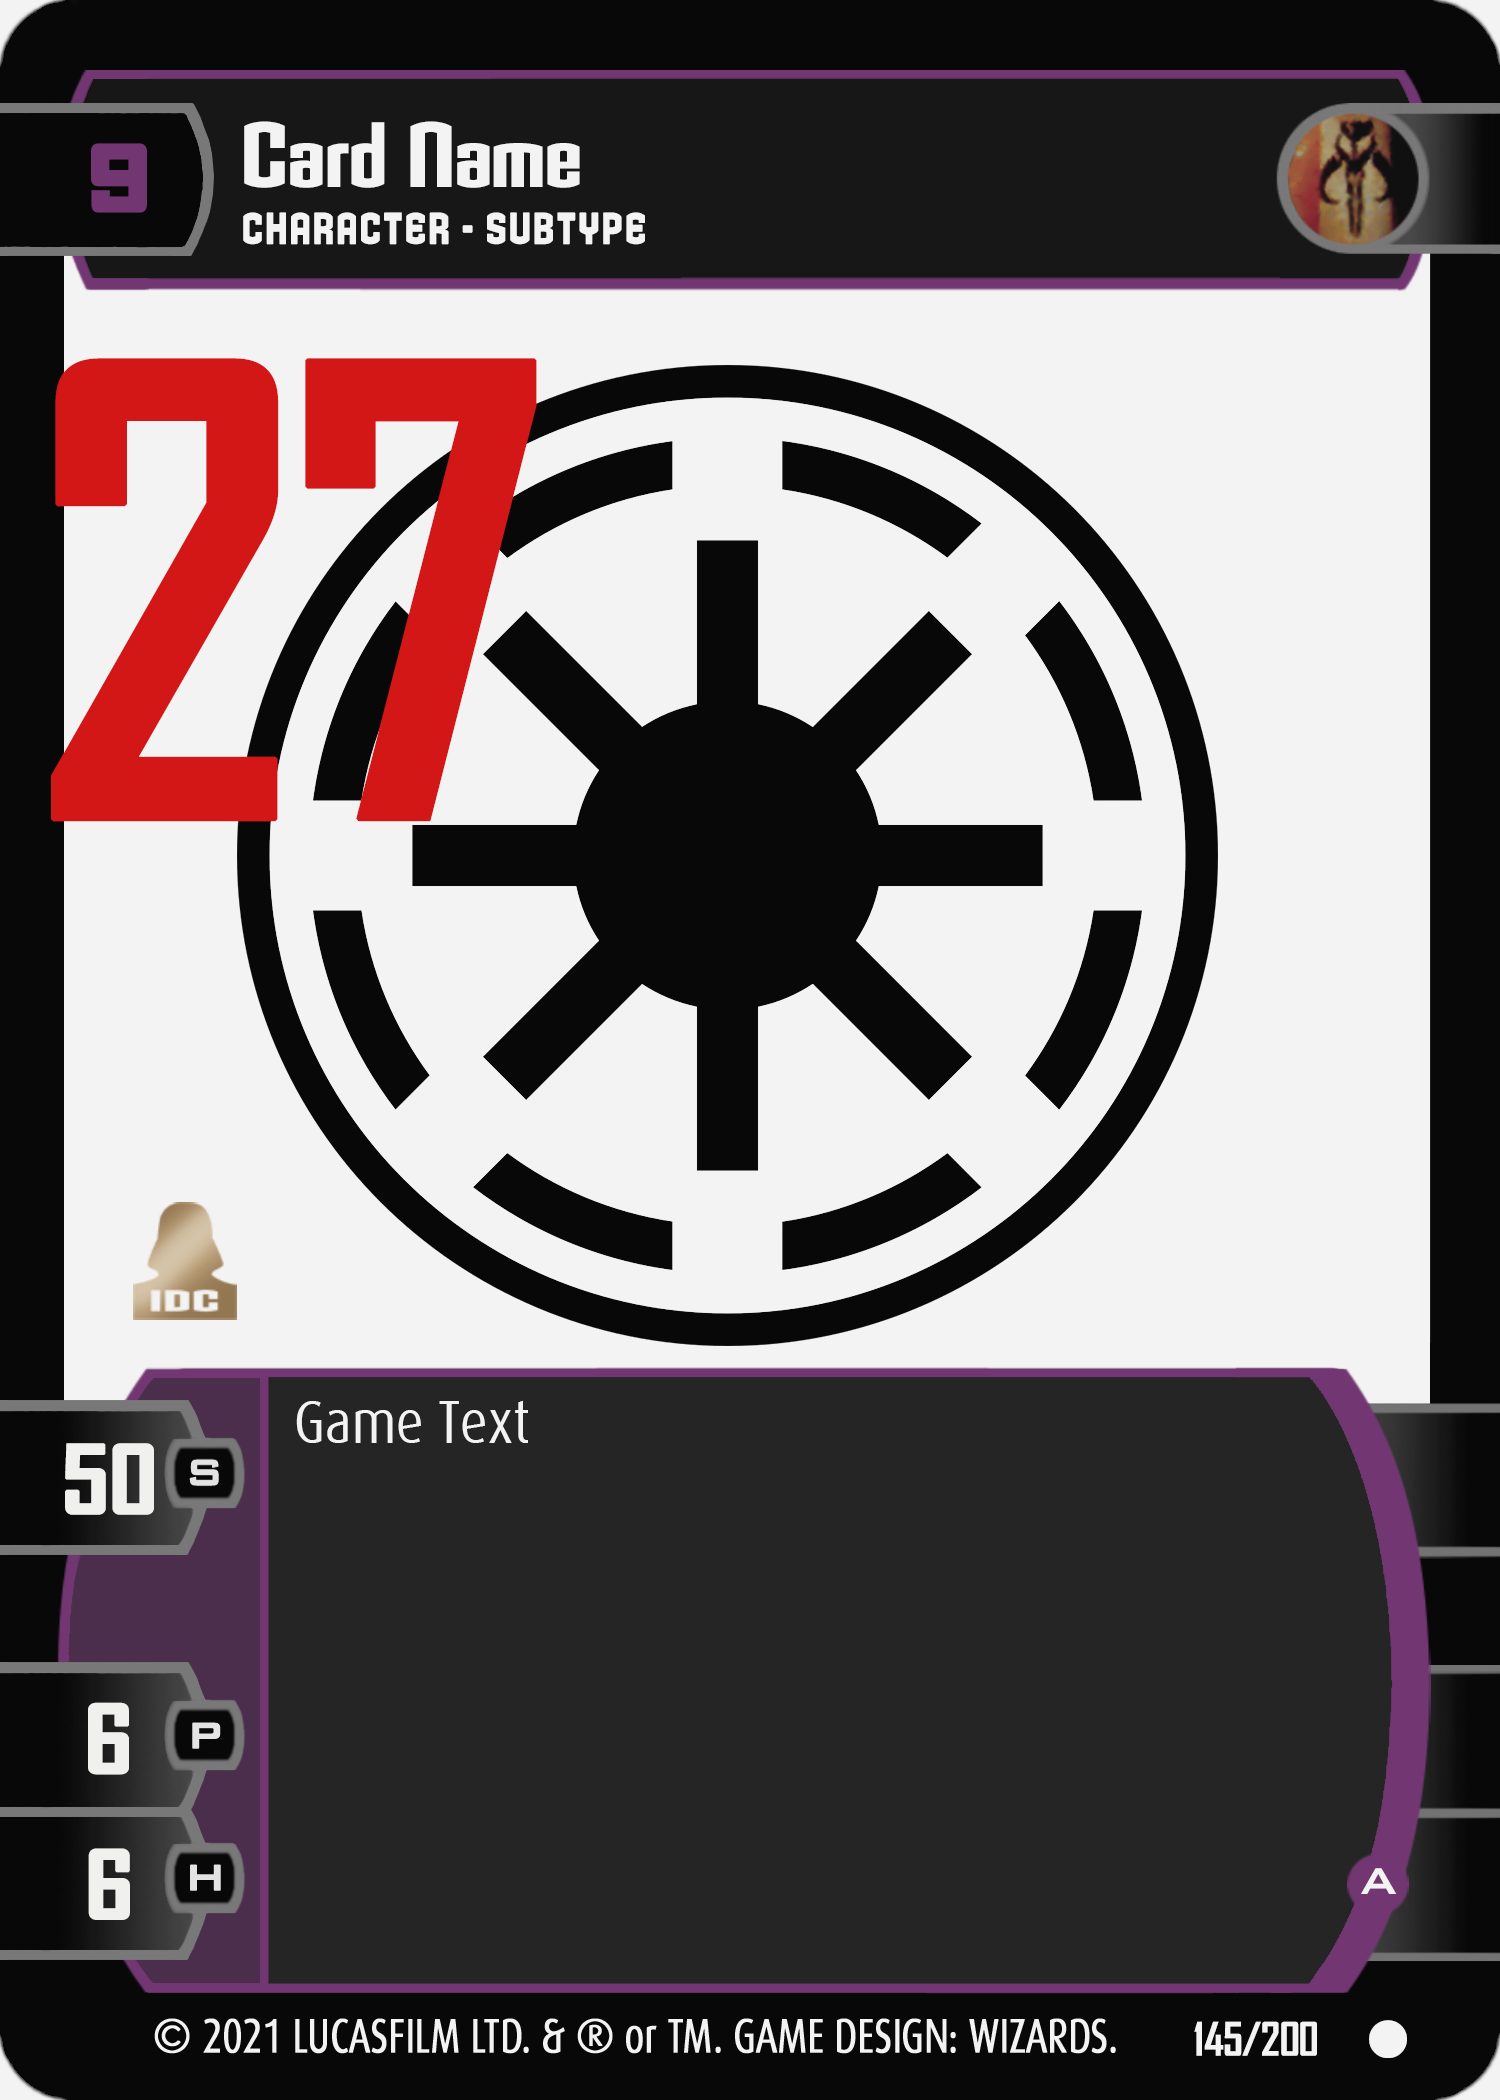 9
Card Name
CHARACTER - SUBTYPE
27
IDC
Game Text
50 S
6 P
6 H
A
© 2021 LUCASFILM LTD. & ® or TM. GAME DESIGN: WIZARDS.
145/200